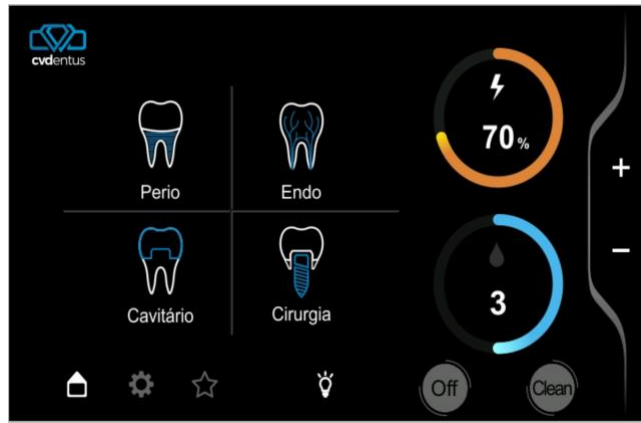 cvdentus
Perio
Endo
Cavitário
Cirurgia
70%
3
+
−
Off
Clean